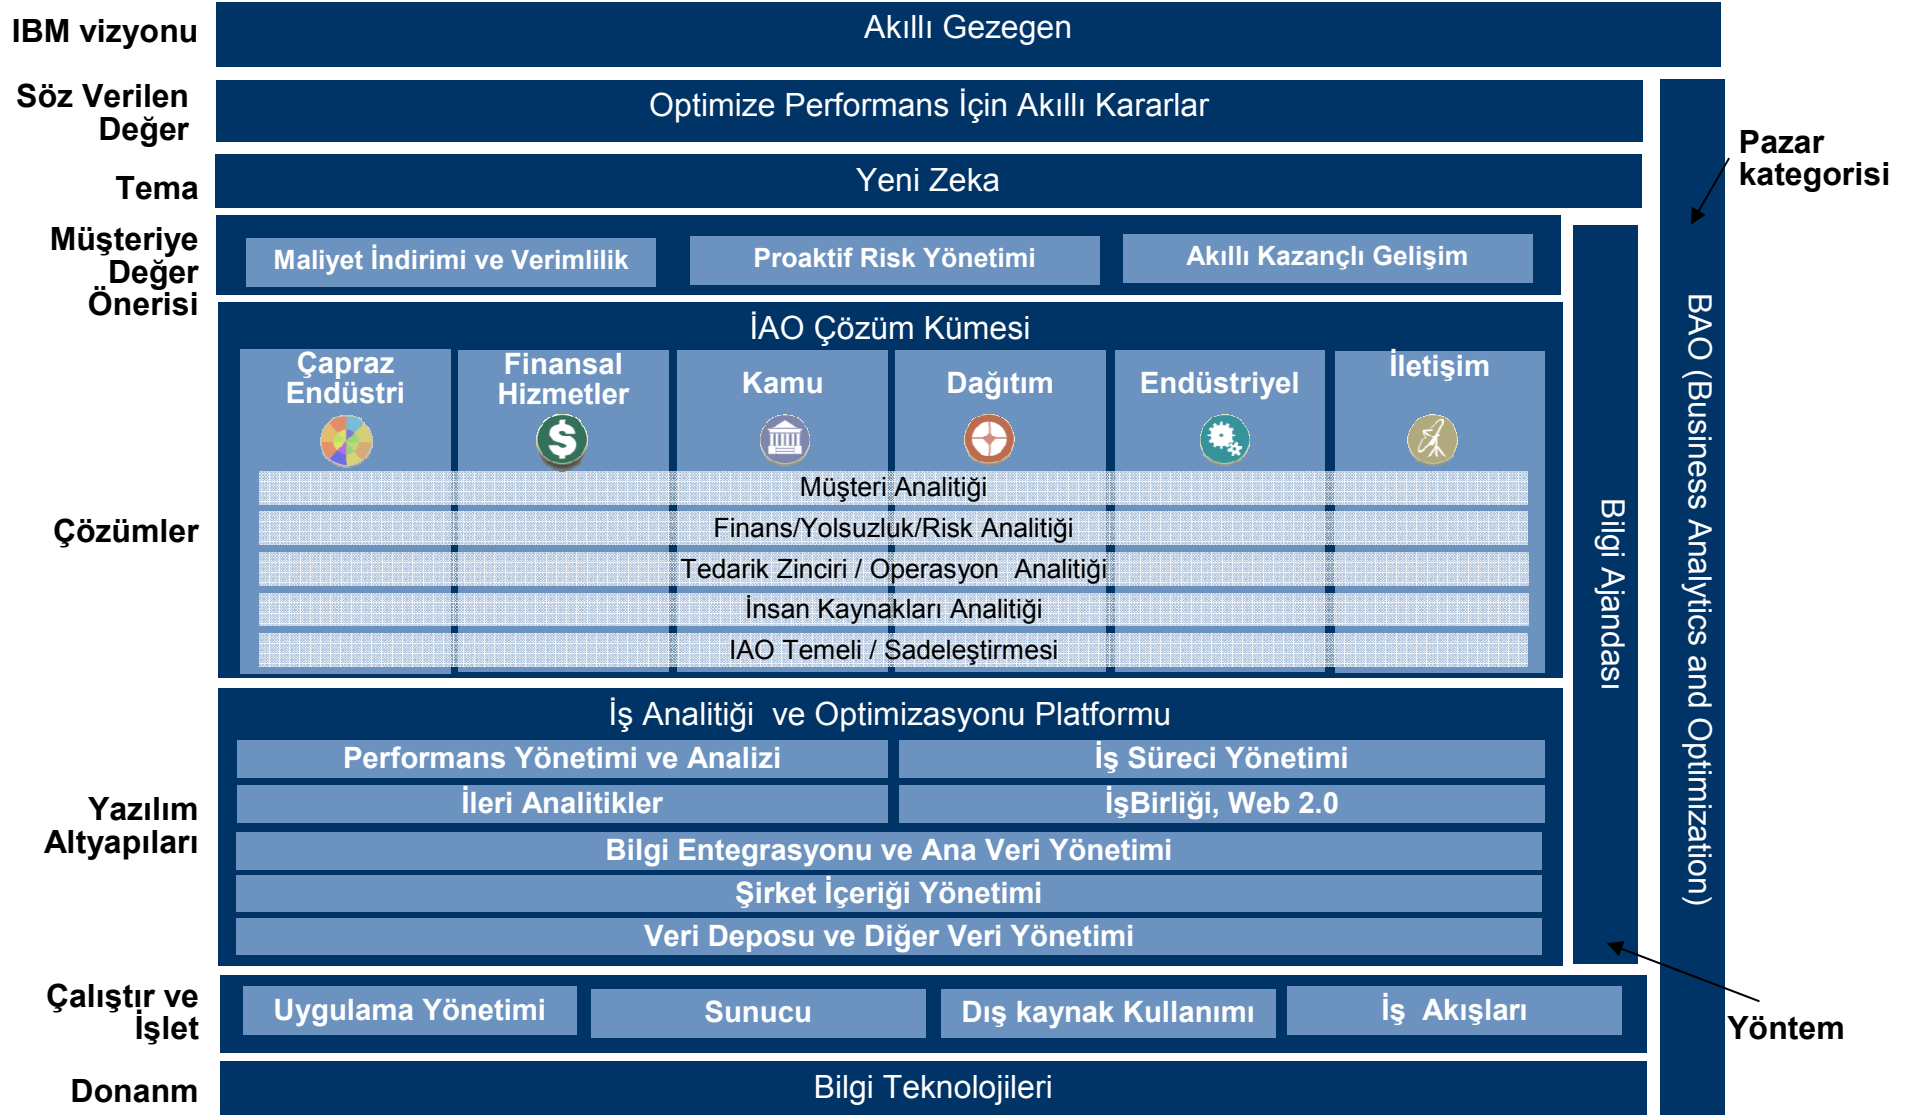 IBM vizyonu
Akıllı Gezegen
Söz Verilen
Değer
Optimize Performans İçin Akıllı Kararlar
Pazar
kategorisi
Tema
Yeni Zeka
Müşteriye
Değer
Önerisi
Maliyet İndirimi ve Verimlilik
Proaktif Risk Yönetimi
Akıllı Kazançlı Gelişim
İAO Çözüm Kümesi
Çapraz
Endüstri
Finansal
Hizmetler
Kamu
Dağıtım
Endüstriyel
İletişim
Çözümler
Müşteri Analitiği
Finans/Yolsuzluk/Risk Analitiği
Tedarik Zinciri / Operasyon  Analitiği
İnsan Kaynakları Analitiği
IAO Temeli / Sadeleştirmesi
Bilgi Ajandası
BAO (Business Analytics and Optimization)
Yazılım
Altyapıları
İş Analitiği  ve Optimizasyonu Platformu
Performans Yönetimi ve Analizi
İş Süreci Yönetimi
İleri Analitikler
İşBirliği, Web 2.0
Bilgi Entegrasyonu ve Ana Veri Yönetimi
Şirket İçeriği Yönetimi
Veri Deposu ve Diğer Veri Yönetimi
Çalıştır ve
İşlet
Uygulama Yönetimi
Sunucu
Dış kaynak Kullanımı
İş  Akışları
Yöntem
Donanm
Bilgi Teknolojileri